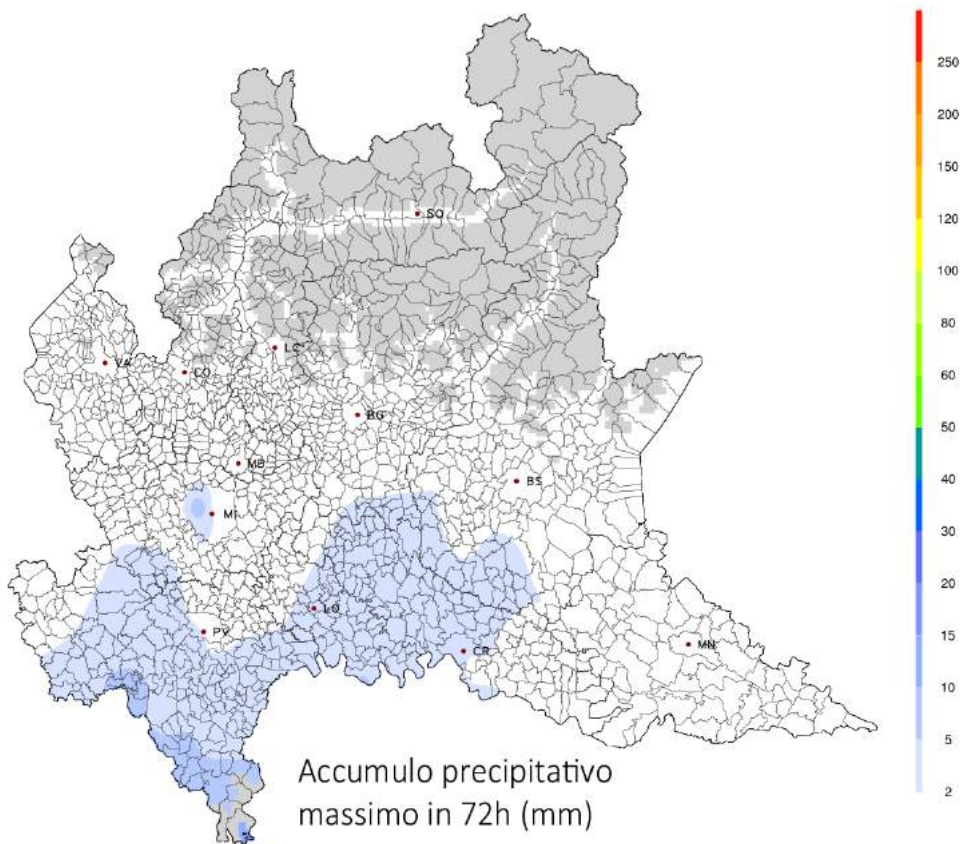 250
200
150
120
100
80
60
50
40
30
20
15
10
5
2
SO
LC
VA
CO
BG
MB
BS
MI
LO
PV
CR
MN
Accumulo precipitativo
massimo in 72h (mm)